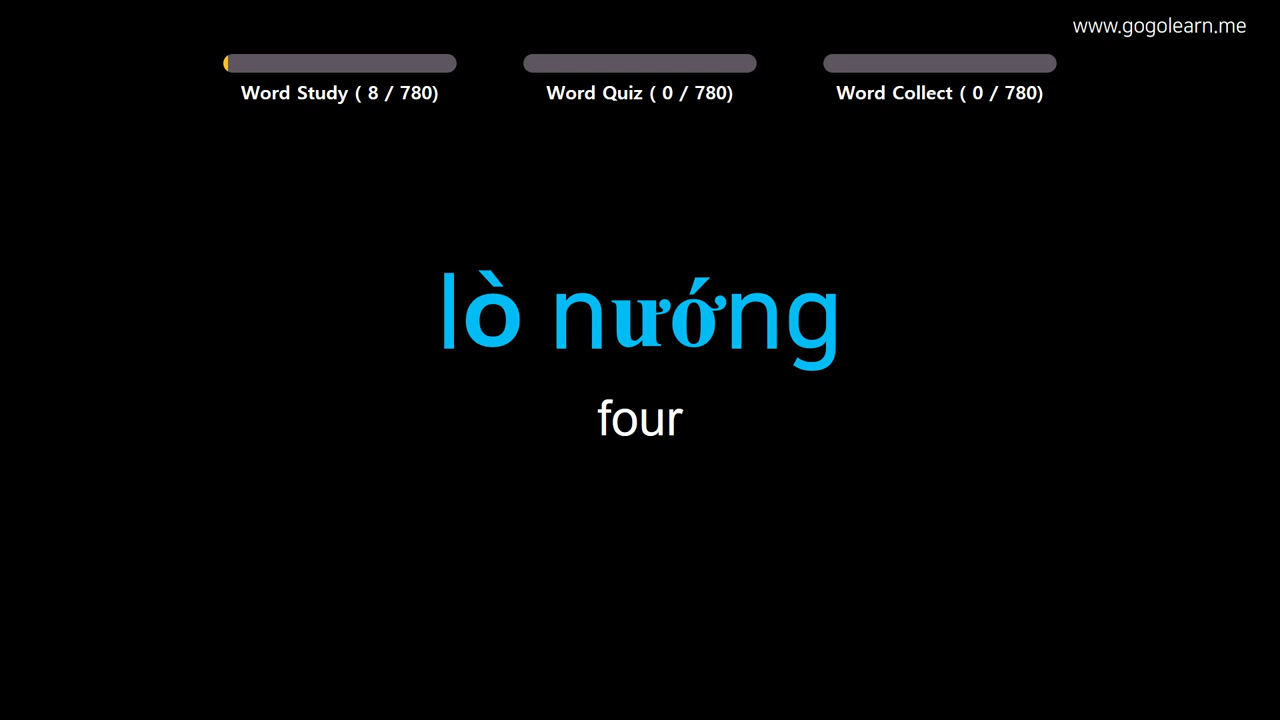 www.gogolearn.me
Word Study ( 8 / 780)
Word Quiz ( 0 / 780)
Word Collect ( 0 / 780)
lò nướng
four